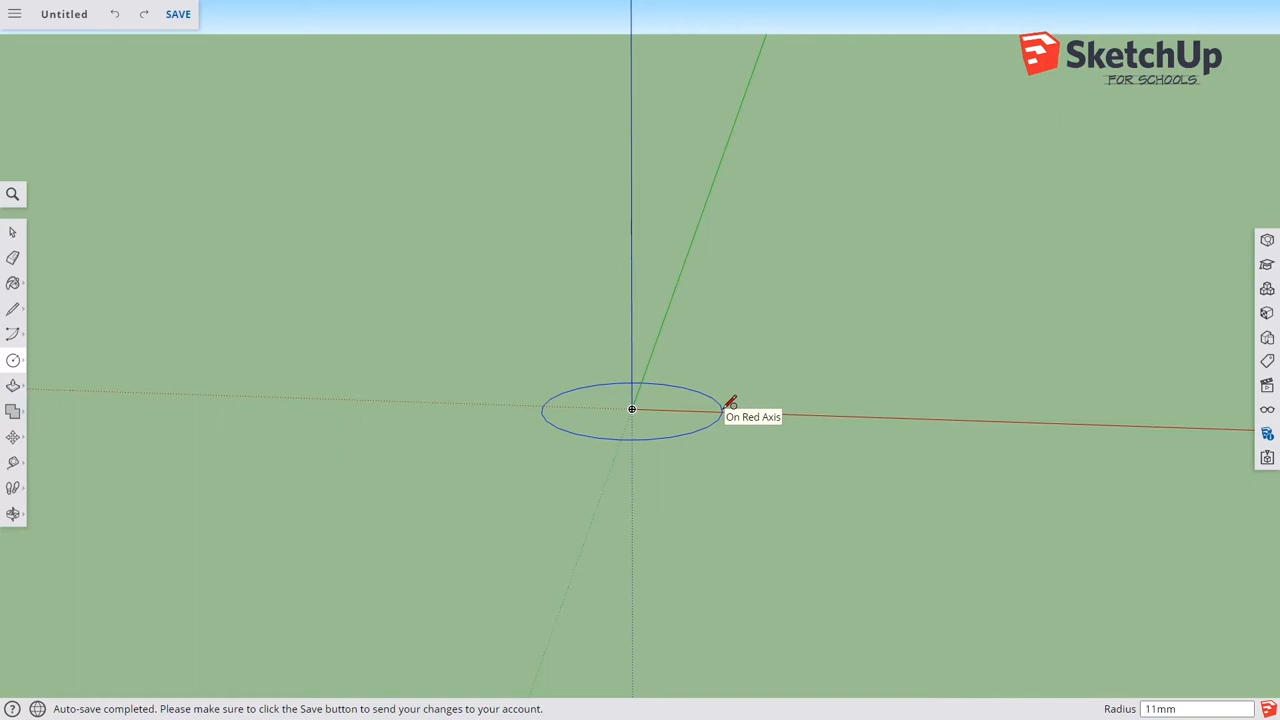 Untitled
SAVE
SketchUp
FOR SCHOOLS
On Red Axis
Auto-save completed. Please make sure to click the Save button to send your changes to your account.
Radius 11mm